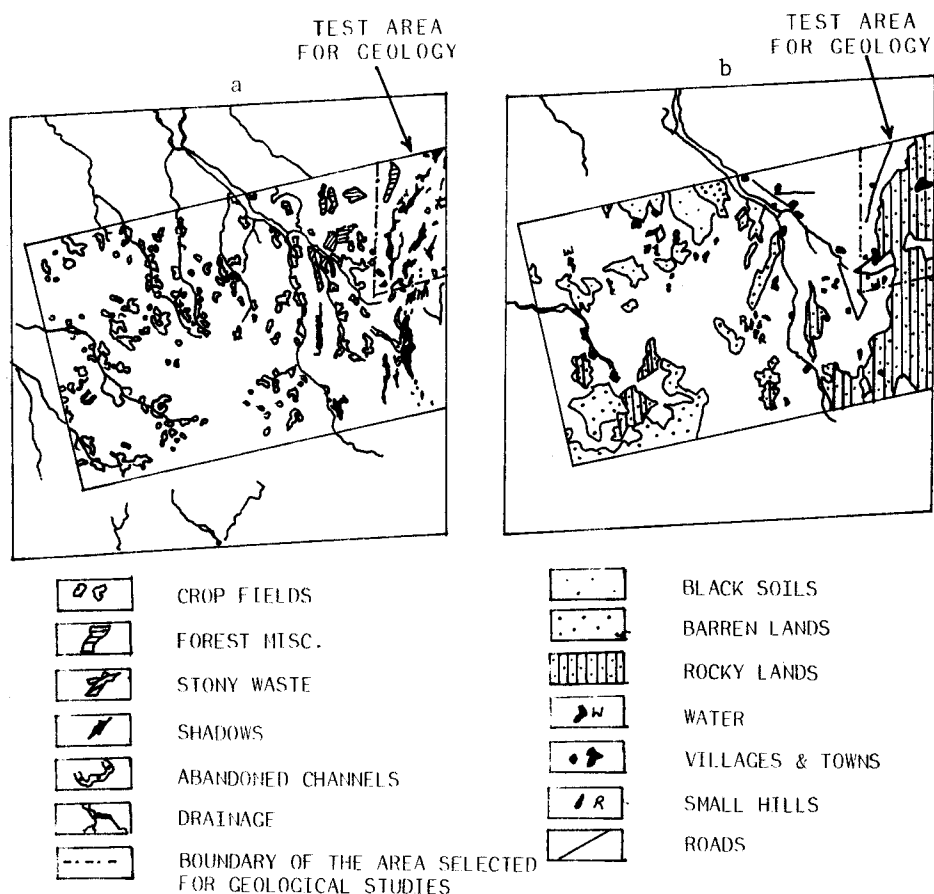 TEST AREA
FOR GEOLOGY
a
TEST AREA
FOR GEOLOGY
b
CROP FIELDS
FOREST MISC.
STONY WASTE
SHADOWS
ABANDONED CHANNELS
DRAINAGE
BOUNDARY OF THE AREA SELECTED
FOR GEOLOGICAL STUDIES
BLACK SOILS
BARREN LANDS
ROCKY LANDS
W
WATER
VILLAGES & TOWNS
R
SMALL HILLS
ROADS